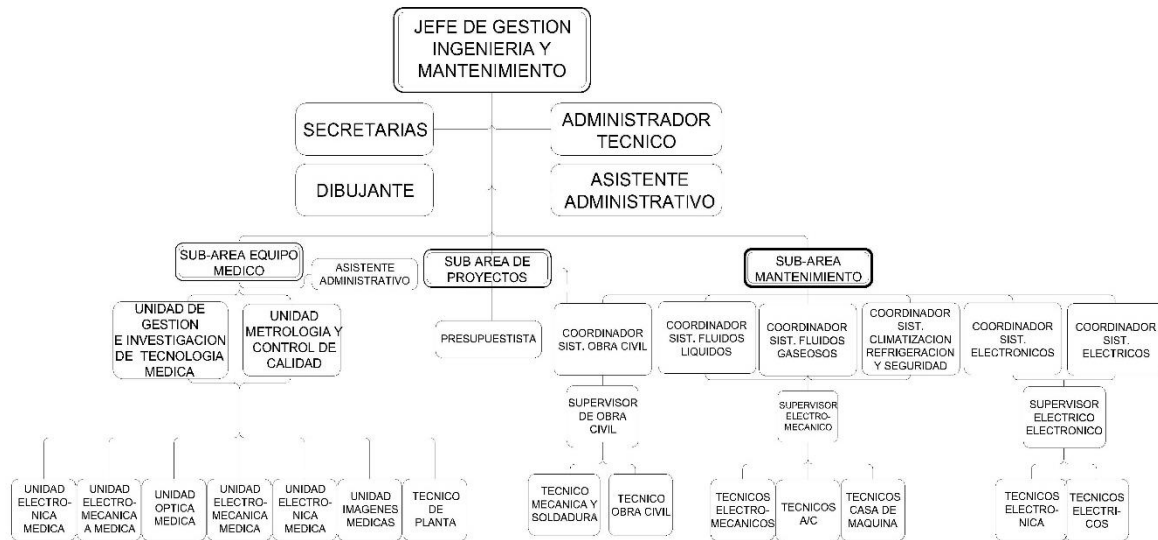 JEFE DE GESTION
INGENIERIA Y
MANTENIMIENTO
SECRETARIAS
ADMINISTRADOR
TECNICO
DIBUJANTE
ASISTENTE
ADMINISTRATIVO
SUB-AREA EQUIPO
MEDICO
ASISTENTE
ADMINISTRATIVO
SUB AREA DE
PROYECTOS
SUB-AREA
MANTENIMIENTO
UNIDAD DE
GESTION
E INVESTIGACION
DE TECNOLOGIA
MEDICA
UNIDAD
METROLOGIA Y
CONTROL DE
CALIDAD
PRESUPUESTISTA
COORDINADOR
SIST. OBRA CIVIL
COORDINADOR
SIST. FLUIDOS
LIQUIDOS
COORDINADOR
SIST. FLUIDOS
GASEOSOS
COORDINADOR
SIST.
CLIMATIZACION
REFRIGERACION
Y SEGURIDAD
COORDINADOR
SIST.
ELECTRONICOS
COORDINADOR
SIST.
ELECTRICOS
SUPERVISOR
DE OBRA
CIVIL
SUPERVISOR
ELECTRO-
MECANICO
SUPERVISOR
ELECTRICO
ELECTRONICO
UNIDAD
ELECTRO-
NICA
MEDICA
UNIDAD
ELECTRO-
MECANICA
A MEDICA
UNIDAD
OPTICA
MEDICA
UNIDAD
ELECTRO-
MECANICA
MEDICA
UNIDAD
ELECTRO-
NICA
MEDICA
UNIDAD
IMAGENES
MEDICAS
TECNICO
DE
PLANTA
TECNICO
MECANICA Y
SOLDADURA
TECNICO
OBRA CIVIL
TECNICOS
ELECTRO-
MECANICOS
TECNICOS
A/C
TECNICOS
CASA DE
MAQUINA
TECNICOS
ELECTRO-
NICA
TECNICOS
ELECTRI-
COS